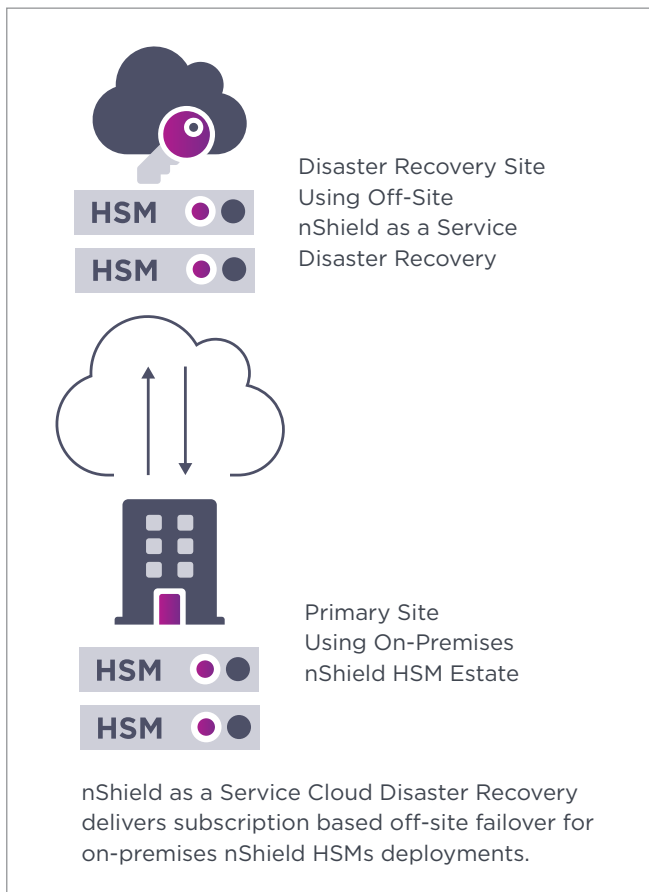 Disaster Recovery Site
Using Off-Site
nShield as a Service
Disaster Recovery
HSM
HSM
Primary Site
Using On-Premises
nShield HSM Estate
HSM
HSM
nShield as a Service Cloud Disaster Recovery
delivers subscription based off-site failover for
on-premises nShield HSMs deployments.